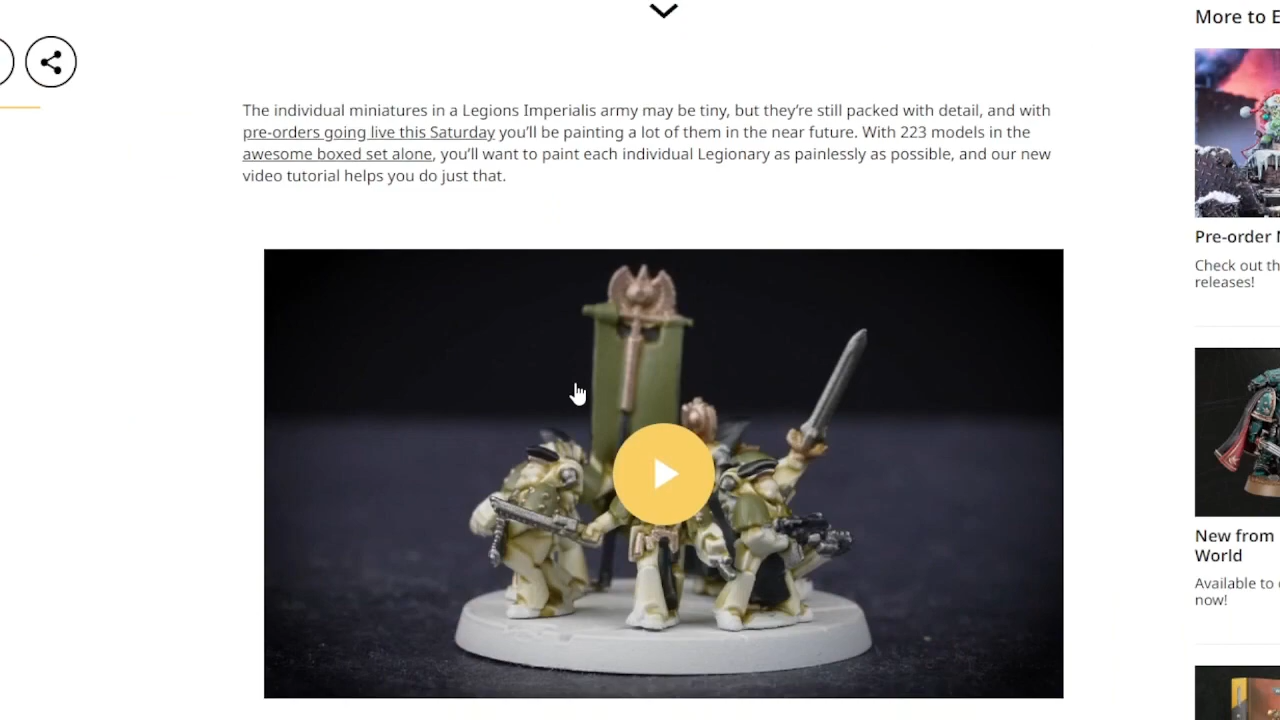 More to E
The individual miniatures in a Legions Imperialis army may be tiny, but they’re still packed with detail, and with
pre-orders going live this Saturday you’ll be painting a lot of them in the near future. With 223 models in the
awesome boxed set alone, you’ll want to paint each individual Legionary as painlessly as possible, and our new
video tutorial helps you do just that.
Pre-order
Check out th
releases!
New from
World
Available to
now!